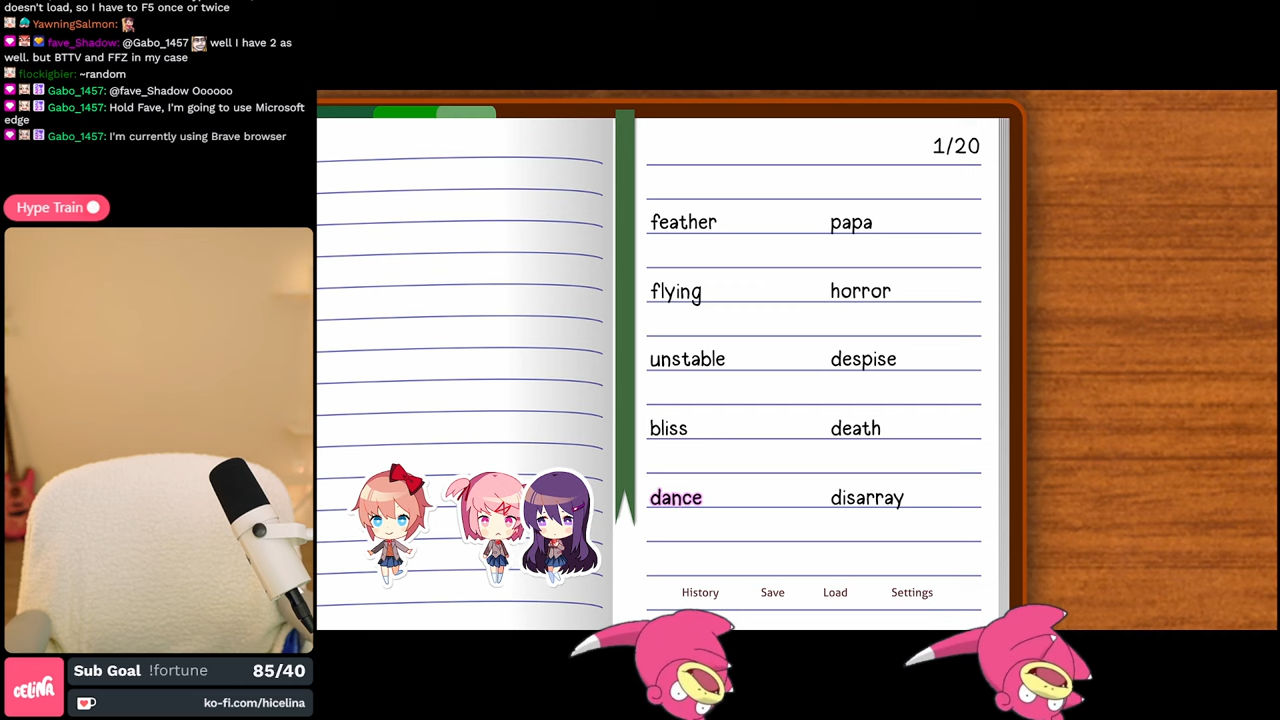 doesn't load, so I have to F5 once or twice
YawningSalmon:
fave_Shadow: @Gabo_1457 well I have 2 as
well. but BTTV and FFZ in my case
flockigbier: ~random
Gabo_1457: @fave_Shadow Oooooo
Gabo_1457: Hold Fave, I'm going to use Microsoft
edge
Gabo_1457: I'm currently using Brave browser
Hype Train
1/20
feather papa
flying horror
unstable despise
bliss death
dance disarray
History Save Load Settings
CELINA
Sub Goal !fortune 85/40
ko-fi.com/hicelina